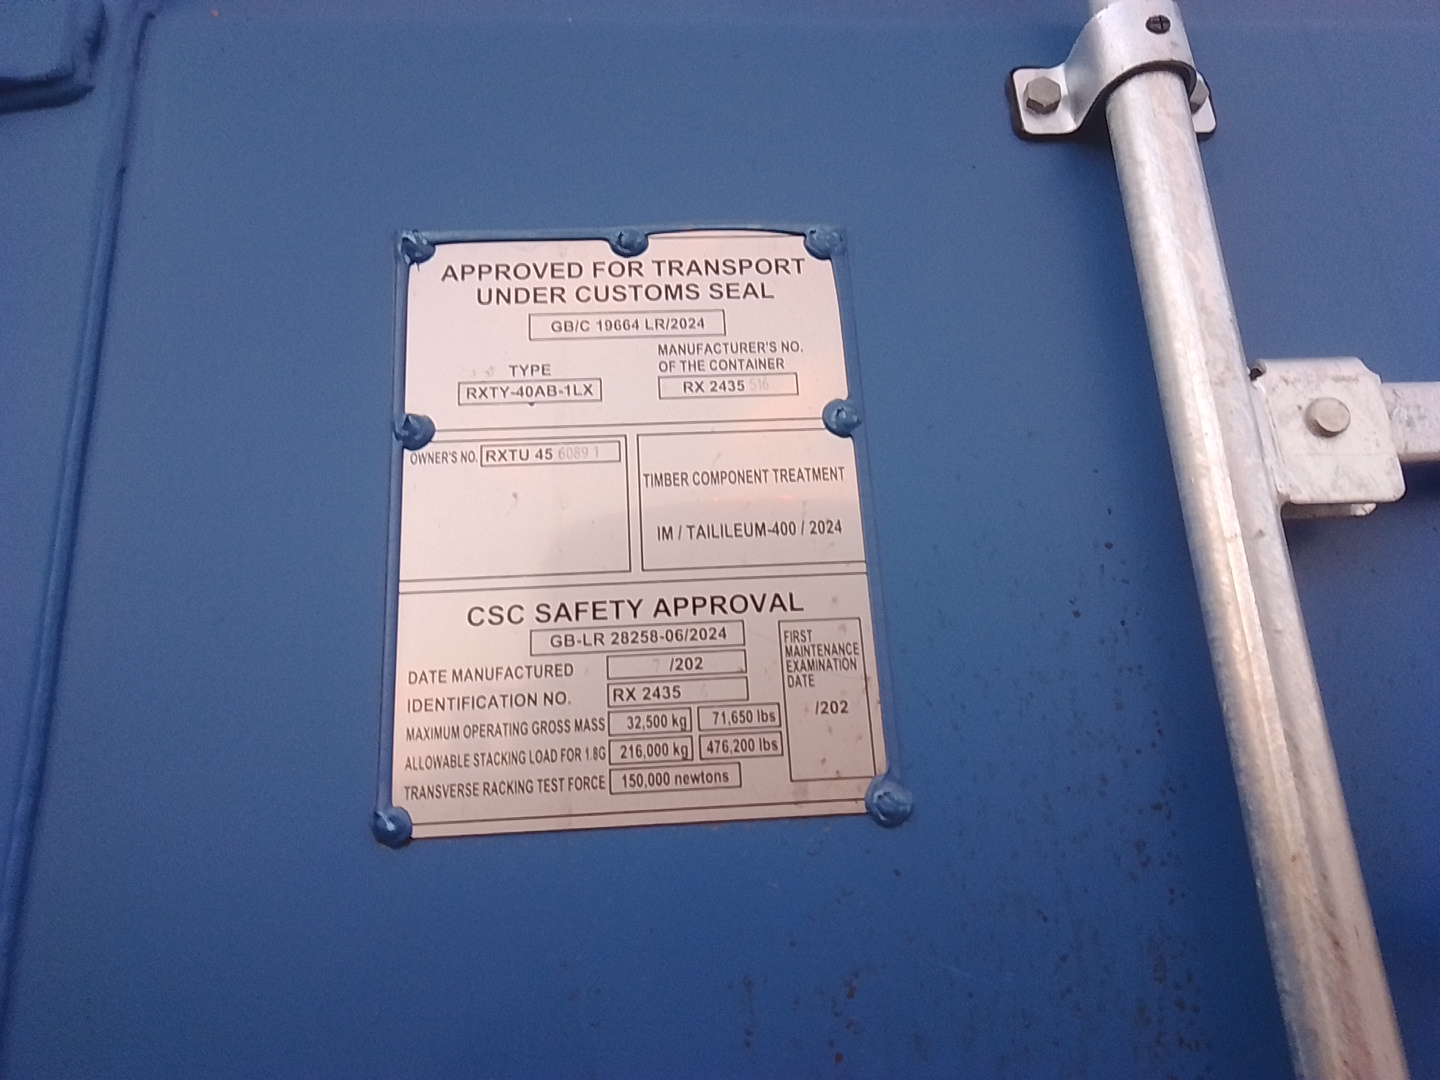 APPROVED FOR TRANSPORT
UNDER CUSTOMS SEAL
GB/C 19664 LR/2024
TYPE
RXTY-40AB-1LX
MANUFACTURER'S NO.
OF THE CONTAINER
RX 2435 516
OWNER'S NO. RXTU 45 6089 1
TIMBER COMPONENT TREATMENT
IM / TAILILEUM-400 / 2024
CSC SAFETY APPROVAL
GB-LR 28258-06/2024
DATE MANUFACTURED /202
IDENTIFICATION NO. RX 2435
MAXIMUM OPERATING GROSS MASS 32,500 kg 71,650 lbs
ALLOWABLE STACKING LOAD FOR 1.8G 216,000 kg 476,200 lbs
TRANSVERSE RACKING TEST FORCE 150,000 newtons
FIRST
MAINTENANCE
EXAMINATION
DATE
/202